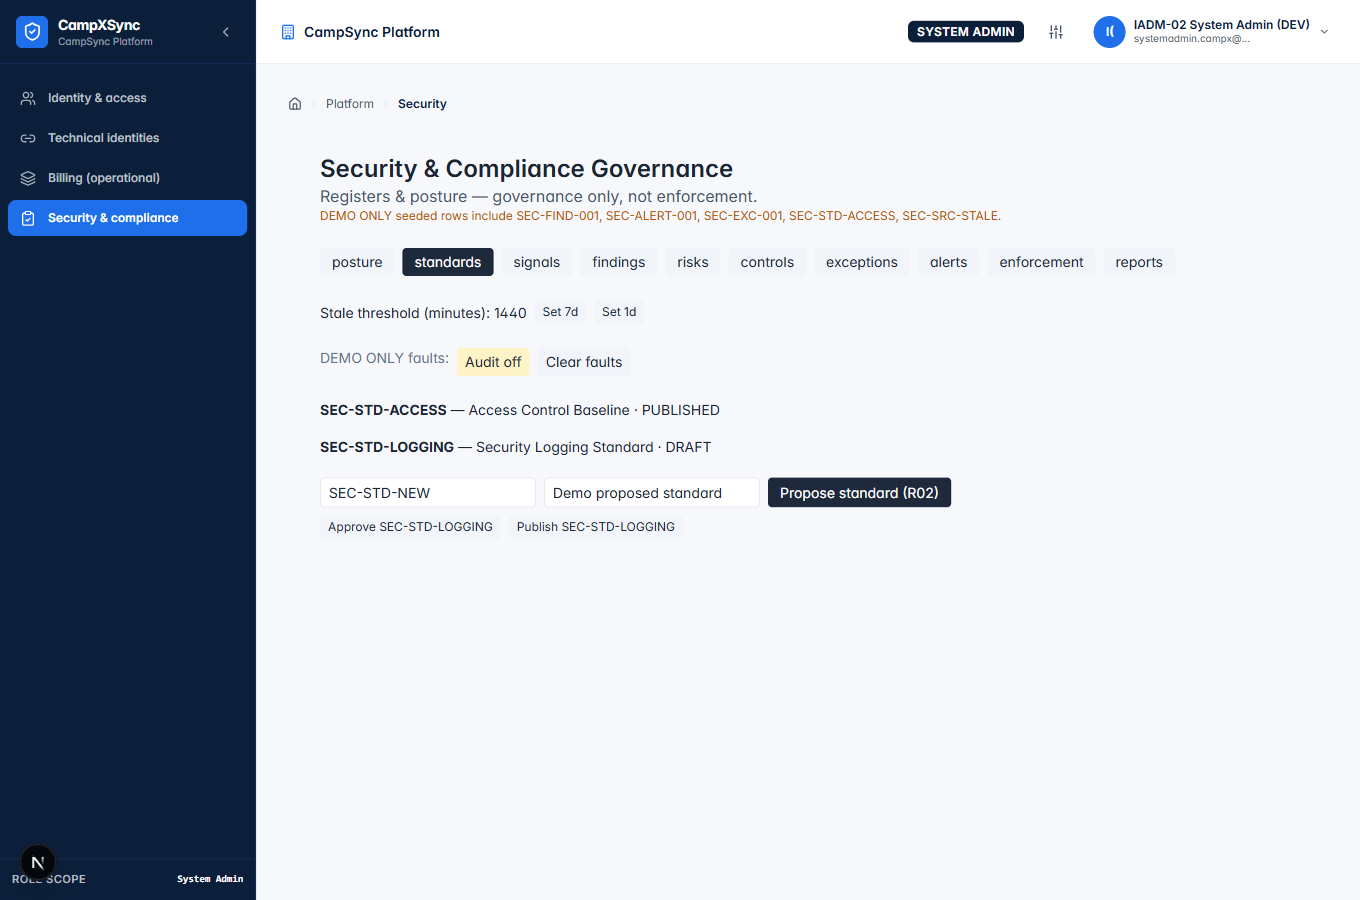 CampXSync
CampSync Platform
Identity & access
Technical identities
Billing (operational)
Security & compliance
N
System Admin
CampSync Platform
SYSTEM ADMIN
I(
IADM-02 System Admin (DEV)
systemadmin.campx@...
Platform
Security
Security & Compliance Governance
Registers & posture — governance only, not enforcement.
DEMO ONLY seeded rows include SEC-FIND-001, SEC-ALERT-001, SEC-EXC-001, SEC-STD-ACCESS, SEC-SRC-STALE.
posture standards signals findings risks controls exceptions alerts enforcement reports
Stale threshold (minutes): 1440 Set 7d Set 1d
DEMO ONLY faults: Audit off Clear faults
SEC-STD-ACCESS — Access Control Baseline · PUBLISHED
SEC-STD-LOGGING — Security Logging Standard · DRAFT
SEC-STD-NEW Demo proposed standard Propose standard (R02)
Approve SEC-STD-LOGGING Publish SEC-STD-LOGGING
SCOPE